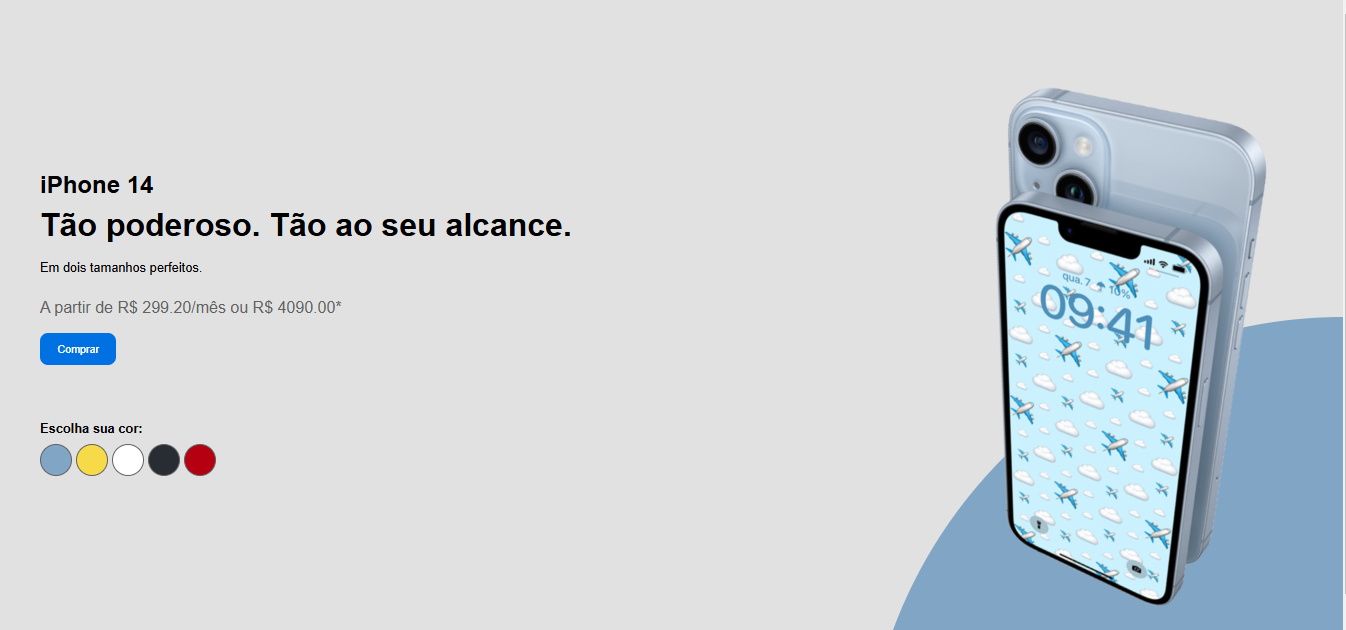 iPhone 14
Tão poderoso. Tão ao seu alcance.
Em dois tamanhos perfeitos.
A partir de R$ 299.20/mês ou R$ 4090.00*
Comprar
Escolha sua cor:
qua. 7 ☂ 10%
09:41